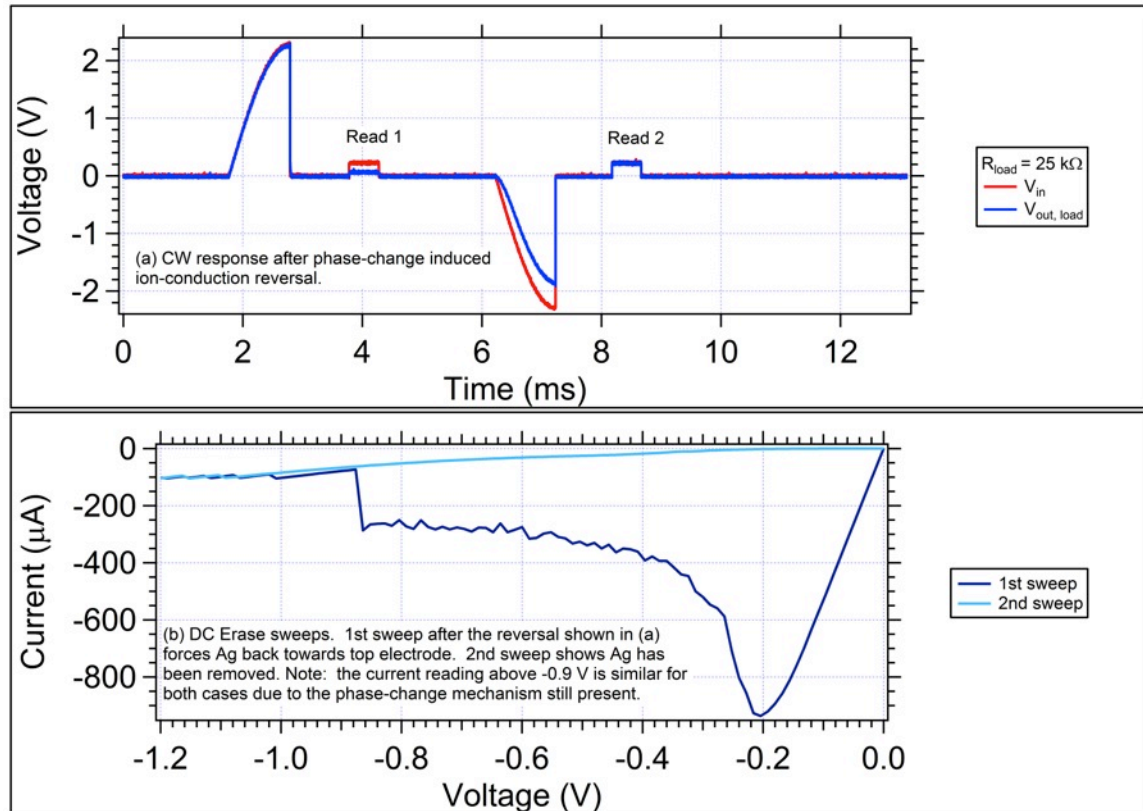 2
1
0
-1
-2
Voltage (V)
Read 1
Read 2
(a) CW response after phase-change induced
ion-conduction reversal.
0
2
4
6
8
10
12
Time (ms)
R_load = 25 kΩ
V_in
V_out, load
0
-200
-400
-600
-800
Current (µA)
(b) DC Erase sweeps. 1st sweep after the reversal shown in (a)
forces Ag back towards top electrode. 2nd sweep shows Ag has
been removed. Note: the current reading above -0.9 V is similar for
both cases due to the phase-change mechanism still present.
-1.2
-1.0
-0.8
-0.6
-0.4
-0.2
0.0
Voltage (V)
1st sweep
2nd sweep